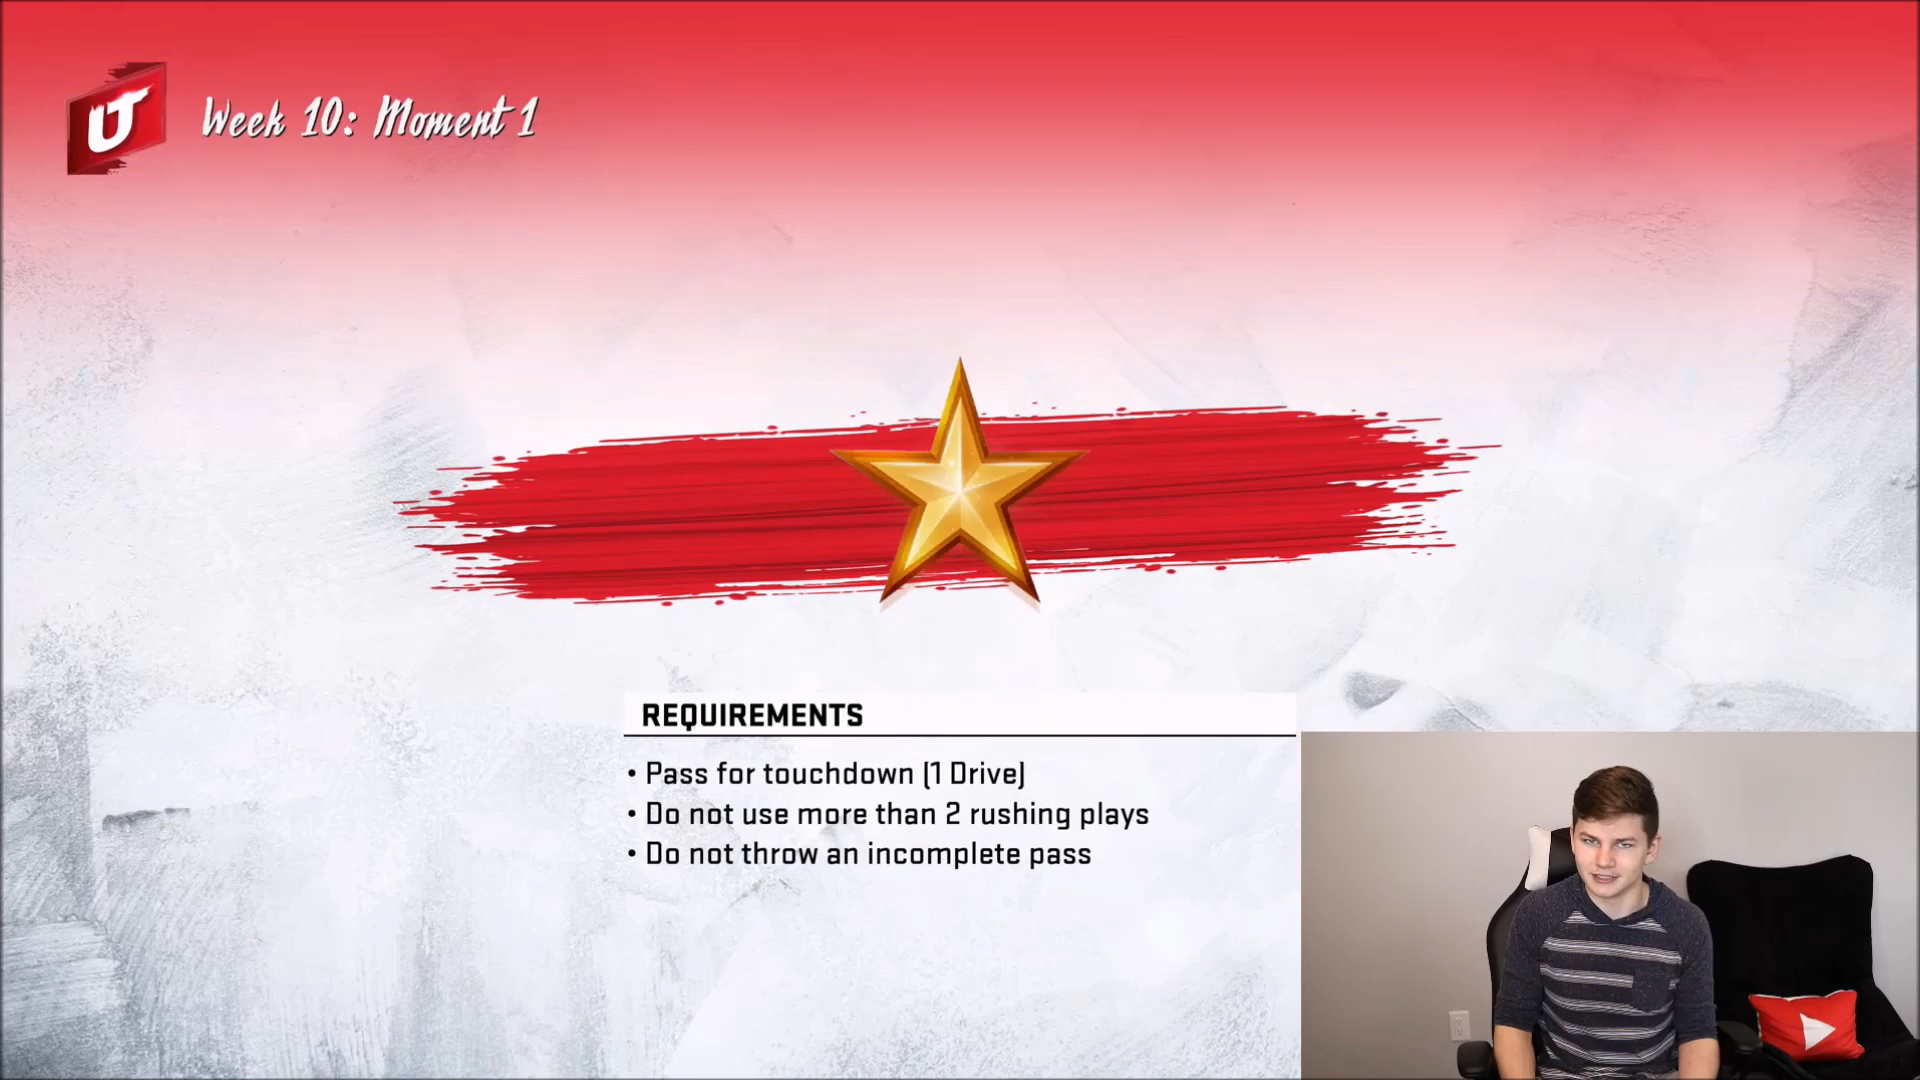 UT
Week 10: Moment 1
REQUIREMENTS
• Pass for touchdown (1 Drive)
• Do not use more than 2 rushing plays
• Do not throw an incomplete pass